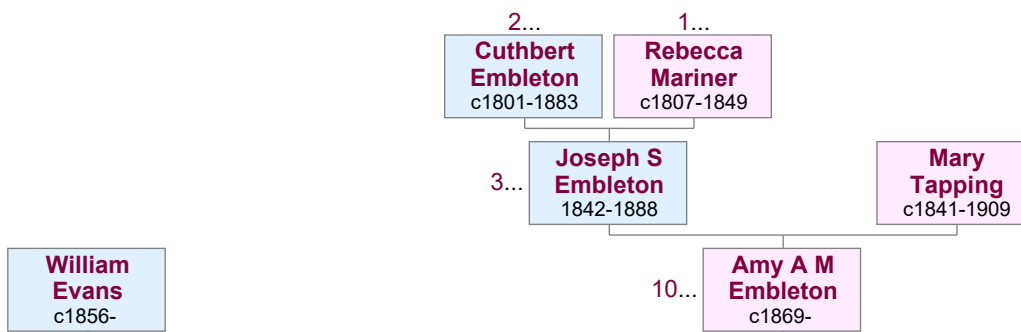 2...
1...
Cuthbert
Embleton
c1801-1883
Rebecca
Mariner
c1807-1849
3...
Joseph S
Embleton
1842-1888
Mary
Tapping
c1841-1909
William
Evans
c1856-
10...
Amy A M
Embleton
c1869-